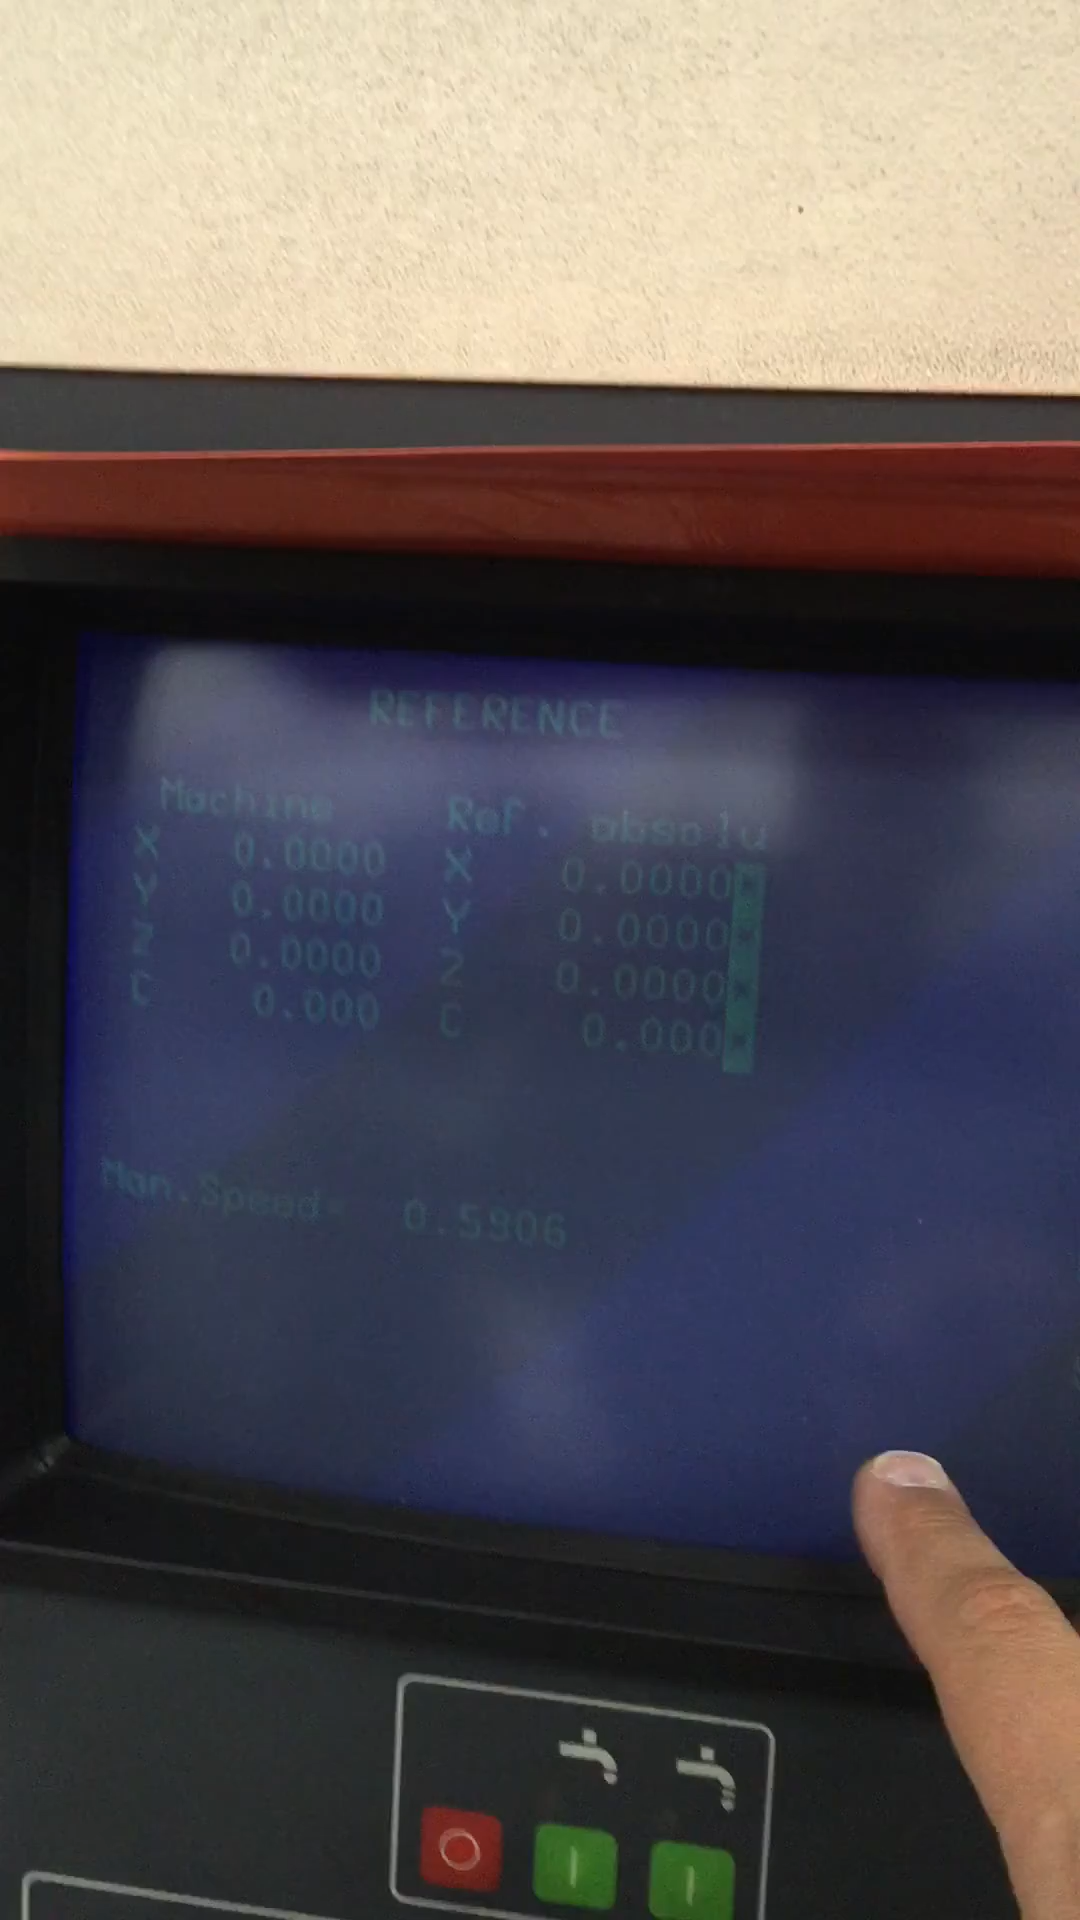 REFERENCE
Machine Ref. absolu
X 0.0000 X 0.0000*
Y 0.0000 Y 0.0000*
Z 0.0000 Z 0.0000*
C 0.000 C 0.000*
Man.Speed= 0.5906